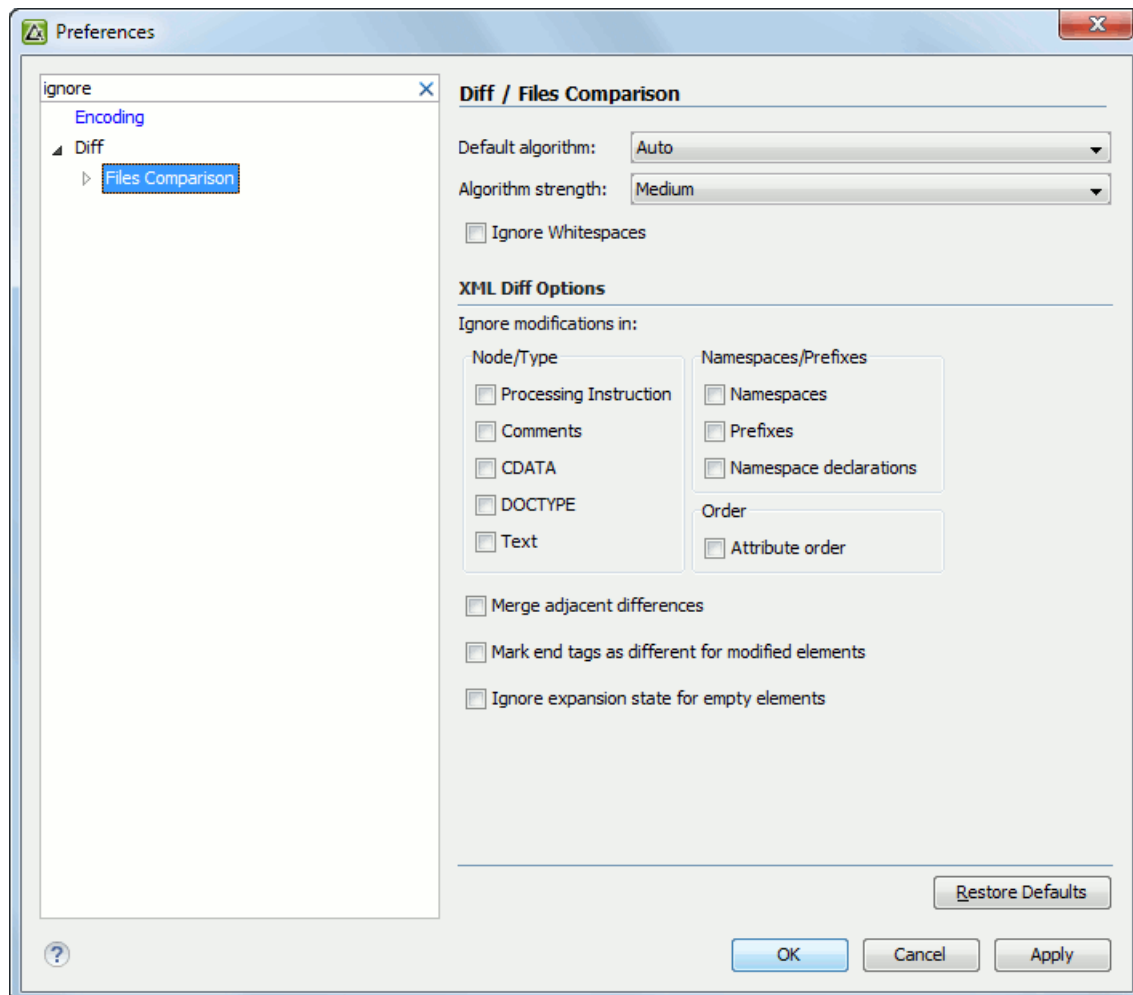 Preferences
X
ignore
Encoding
Diff
Files Comparison
Diff / Files Comparison
Default algorithm: Auto
Algorithm strength: Medium
Ignore Whitespaces
XML Diff Options
Ignore modifications in:
Node/Type
Processing Instruction
Comments
CDATA
DOCTYPE
Text
Namespaces/Prefixes
Namespaces
Prefixes
Namespace declarations
Order
Attribute order
Merge adjacent differences
Mark end tags as different for modified elements
Ignore expansion state for empty elements
Restore Defaults
? OK Cancel Apply